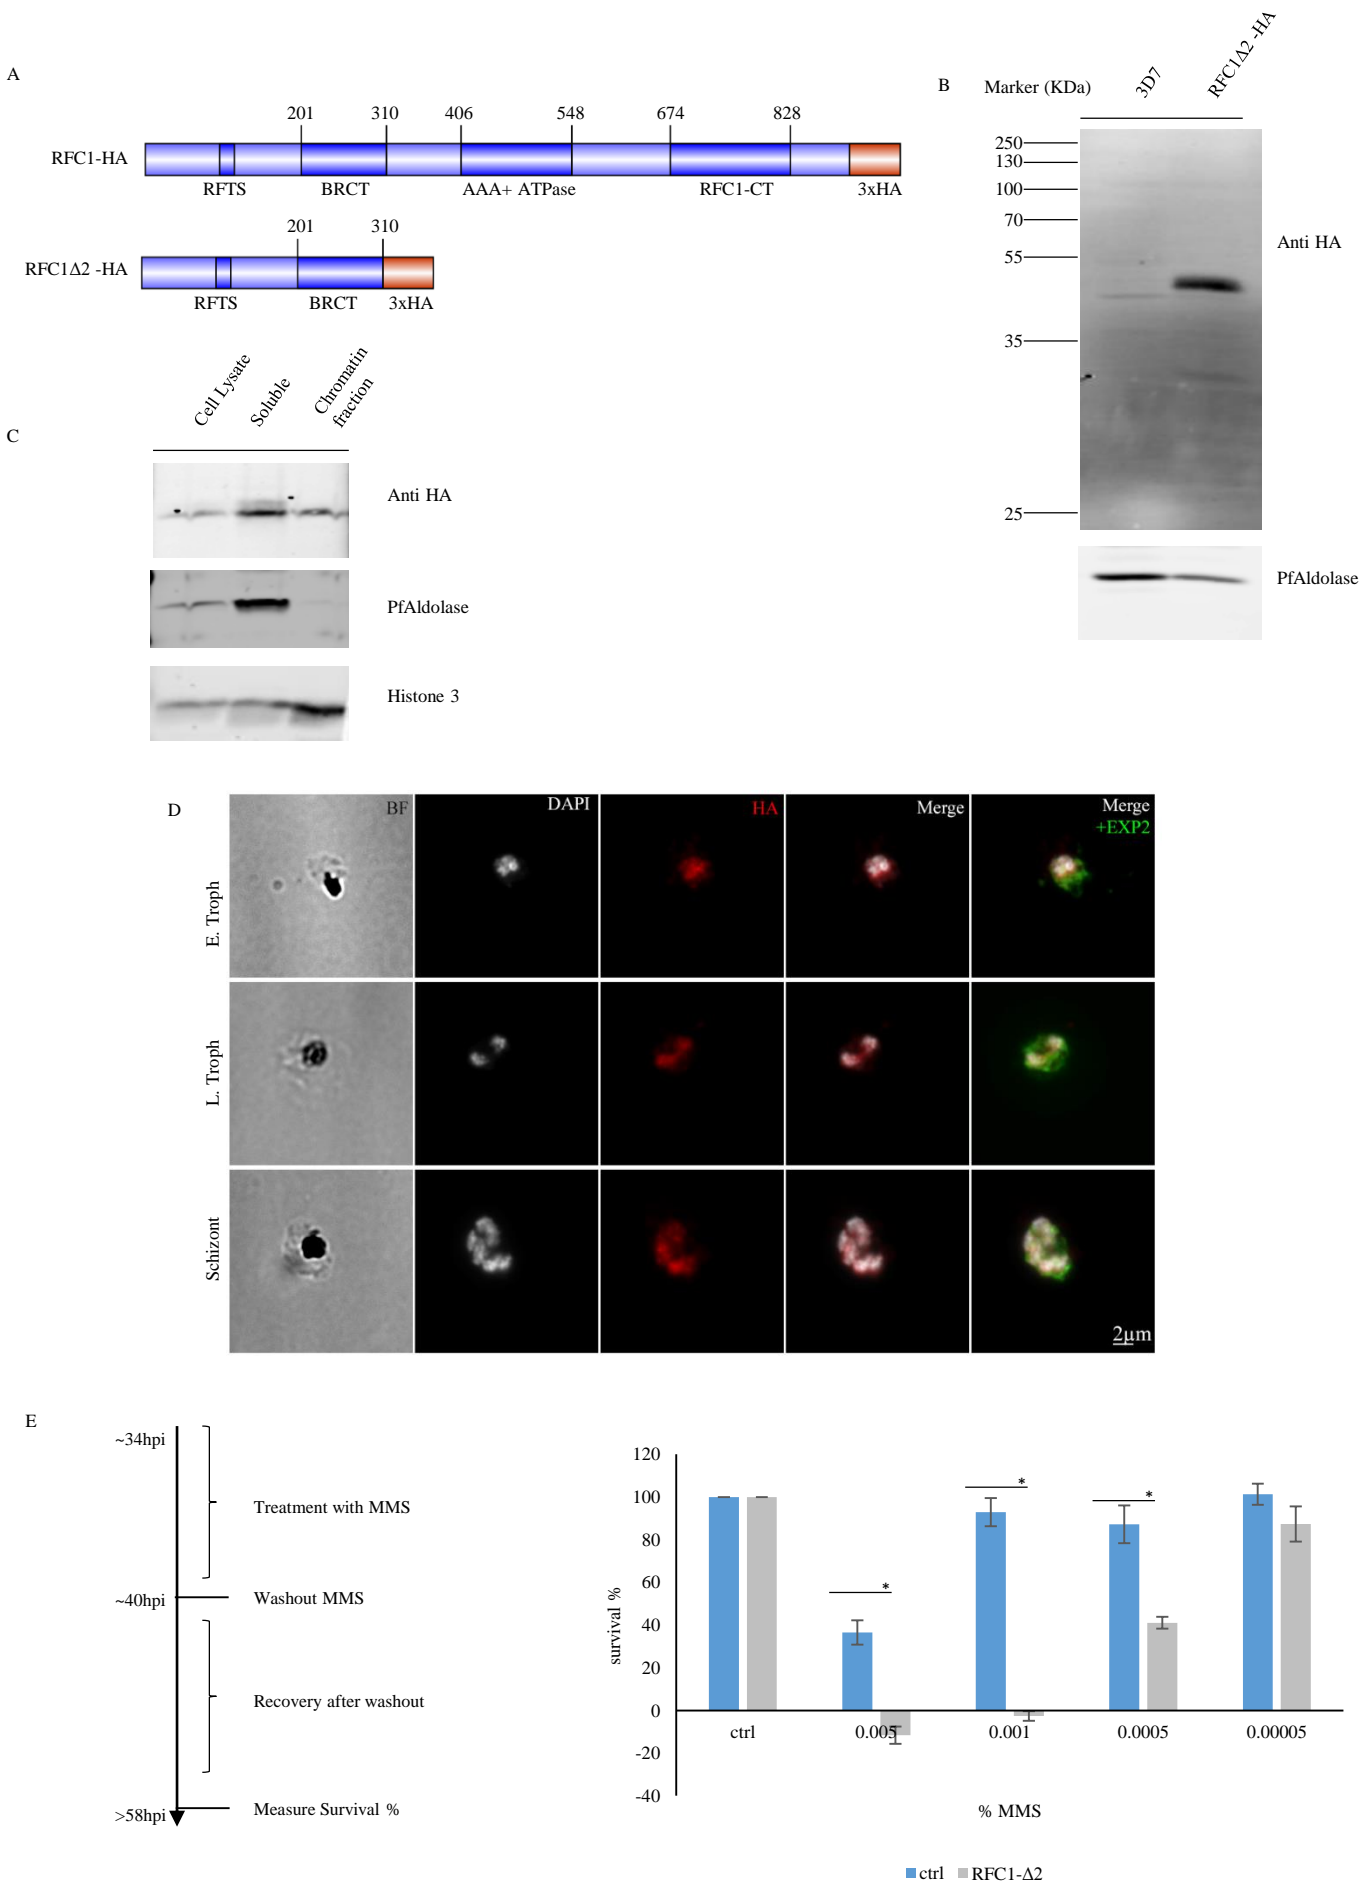 A
201 310 406 548 674 828
RFC1-HA
RFTS BRCT AAA+ ATPase RFC1-CT 3xHA
201 310
RFC1Δ2 -HA
RFTS BRCT 3xHA
B
Marker (KDa) 3D7 RFC1Δ2 -HA
250
130
100
70
55
35
25
Anti HA
PfAldolase
C
Cell Lysate
Soluble
Chromatin
fraction
Anti HA
PfAldolase
Histone 3
D
BF DAPI HA Merge Merge
+EXP2
E. Troph
L. Troph
Schizont
2µm
E
~34hpi
Treatment with MMS
~40hpi
Washout MMS
Recovery after washout
>58hpi
Measure Survival %
survival %
120
100
80
60
40
20
0
-20
-40
* * *
ctrl 0.005 0.001 0.0005 0.00005
% MMS
ctrl RFC1-Δ2